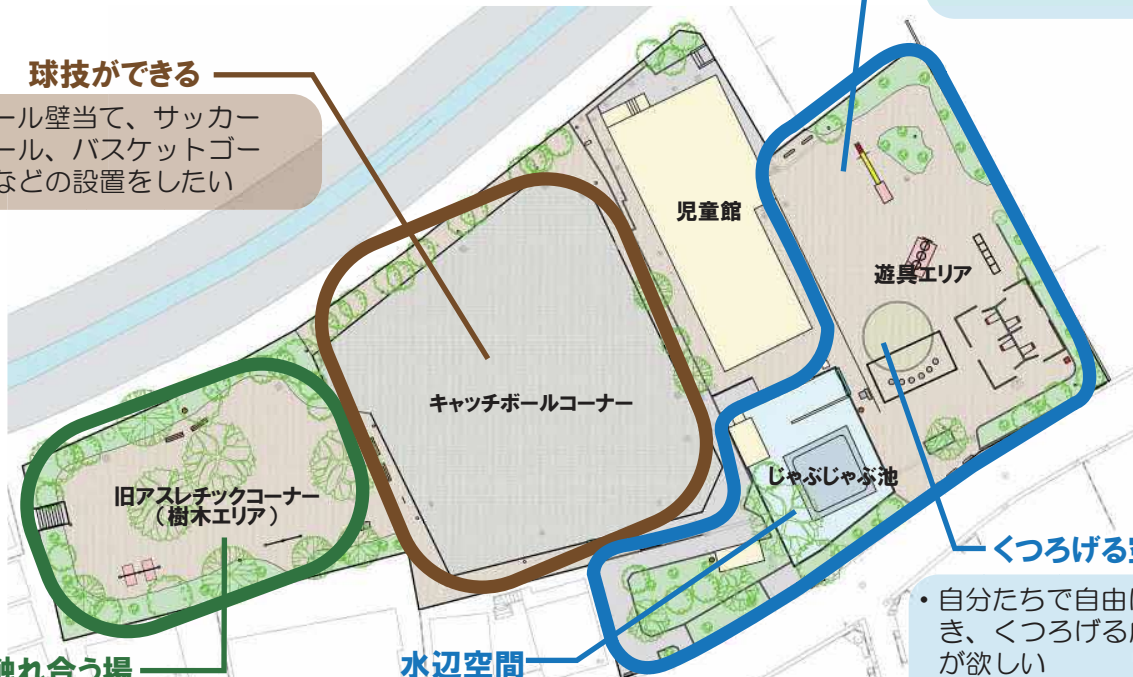 球技ができる
ール壁当て、サッカー
ール、バスケットゴー
などの設置をしたい
児童館
遊具エリア
キャッチボールコーナー
じゃぶじゃぶ池
旧アスレチックコーナー
（樹木エリア）
くつろげる
・自分たちで自由に
き、くつろげる
が欲しい
れ合う場
水辺空間